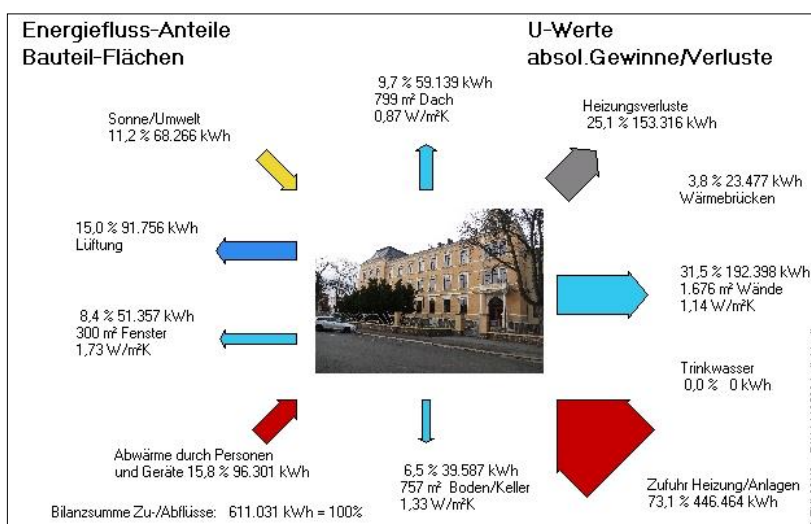 Energiefluss-Anteile
Bauteil-Flächen
U-Werte
absol.Gewinne/Verluste
9,7 % 59.139 kWh
799 m² Dach
0,87 W/m²K
Sonne/Umwelt
11,2 % 68.266 kWh
Heizungsverluste
25,1 % 153.316 kWh
3,8 % 23.477 kWh
Wärmebrücken
15,0 % 91.756 kWh
Lüftung
31,5 % 192.398 kWh
1.676 m² Wände
1,14 W/m²K
8,4 % 51.357 kWh
300 m² Fenster
1,73 W/m²K
Trinkwasser
0,0 % 0 kWh
Abwärme durch Personen
und Geräte 15,8 % 96.301 kWh
6,5 % 39.587 kWh
757 m² Boden/Keller
1,33 W/m²K
Zufuhr Heizung/Anlagen
73,1 % 446.464 kWh
Bilanzsumme Zu-/Abflüsse: 611.031 kWh = 100%